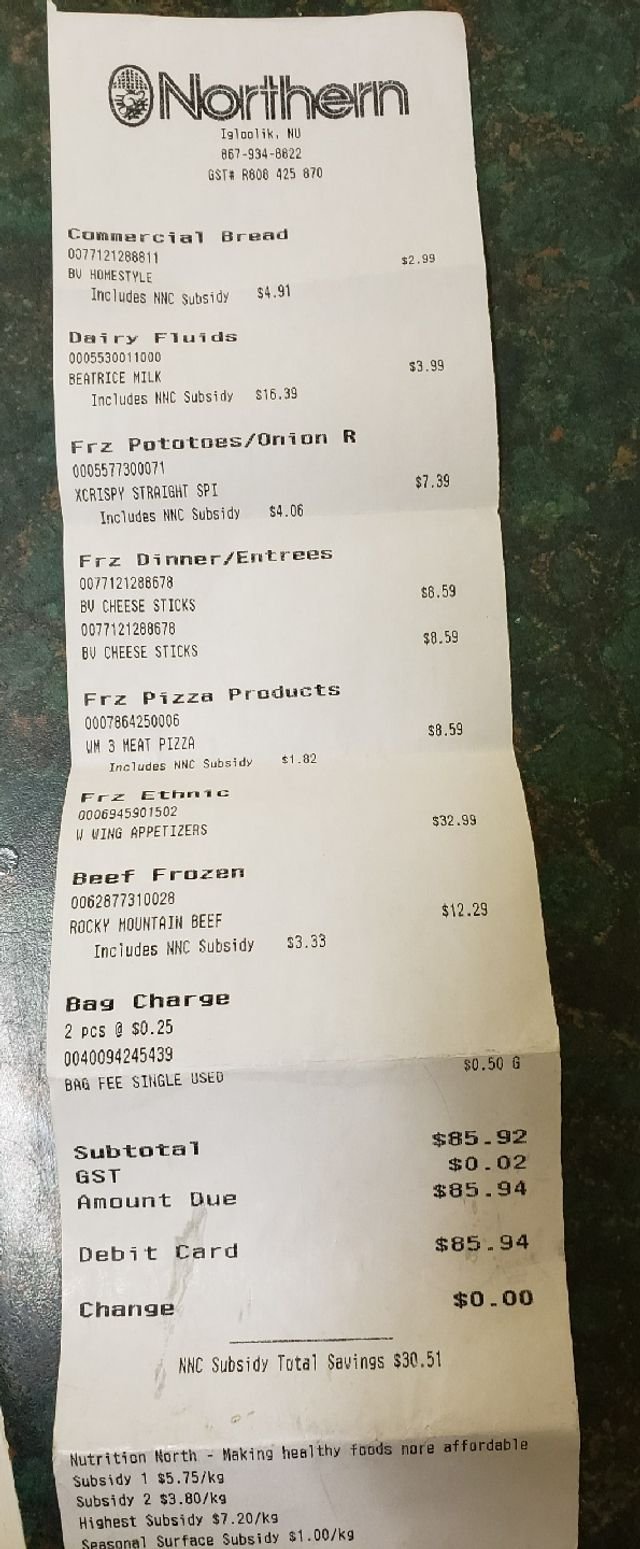 Northern
Igloolik, NU
867-934-8822
GST# R808 425 870
Commercial Bread
0077121288811
$2.99
BV HOMESTYLE
Includes NNC Subsidy $4.91
Dairy Fluids
0005530011000
$3.99
BEATRICE MILK
Includes NNC Subsidy $16.39
Frz Pototoes/Onion R
0005577300071
XCRISPY STRAIGHT SPI $7.39
Includes NNC Subsidy $4.06
Frz Dinner/Entrees
0077121288678
BV CHEESE STICKS $8.59
0077121288678
BV CHEESE STICKS $8.59
Frz Pizza Products
0007864250006
WM 3 MEAT PIZZA $8.59
Includes NNC Subsidy $1.82
Frz Ethnic
0006945901502
W WING APPETIZERS $32.99
Beef Frozen
0062877310028
ROCKY MOUNTAIN BEEF $12.29
Includes NNC Subsidy $3.33
Bag Charge
2 pcs @ $0.25
0040094245439
BAG FEE SINGLE USED $0.50 G
Subtotal $85.92
GST $0.02
Amount Due $85.94
Debit Card $85.94
Change $0.00
NNC Subsidy Total Savings $30.51
Nutrition North - Making healthy foods more affordable
Subsidy 1 $5.75/kg
Subsidy 2 $3.80/kg
Highest Subsidy $7.20/kg
Seasonal Surface Subsidy $1.00/kg